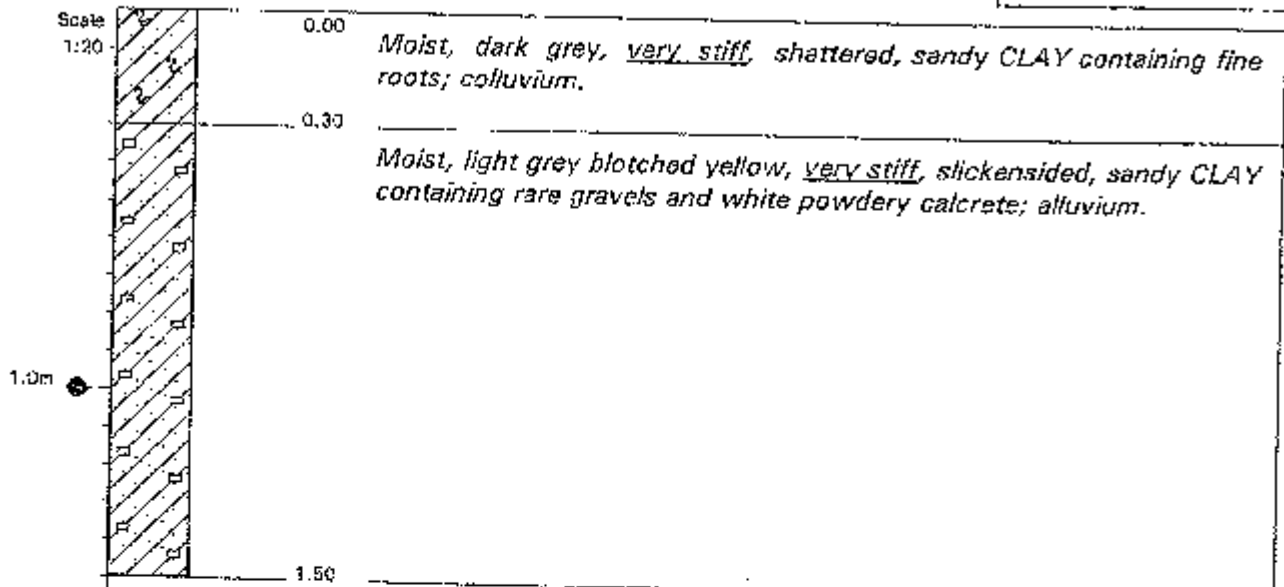 Scale
1:20
0.00
Moist, dark grey, very stiff, shattered, sandy CLAY containing fine
roots; colluvium.
0.30
Moist, light grey blotched yellow, very stiff, slickensided, sandy CLAY
containing rare gravels and white powdery calcrete; alluvium.
1.0m
1.50